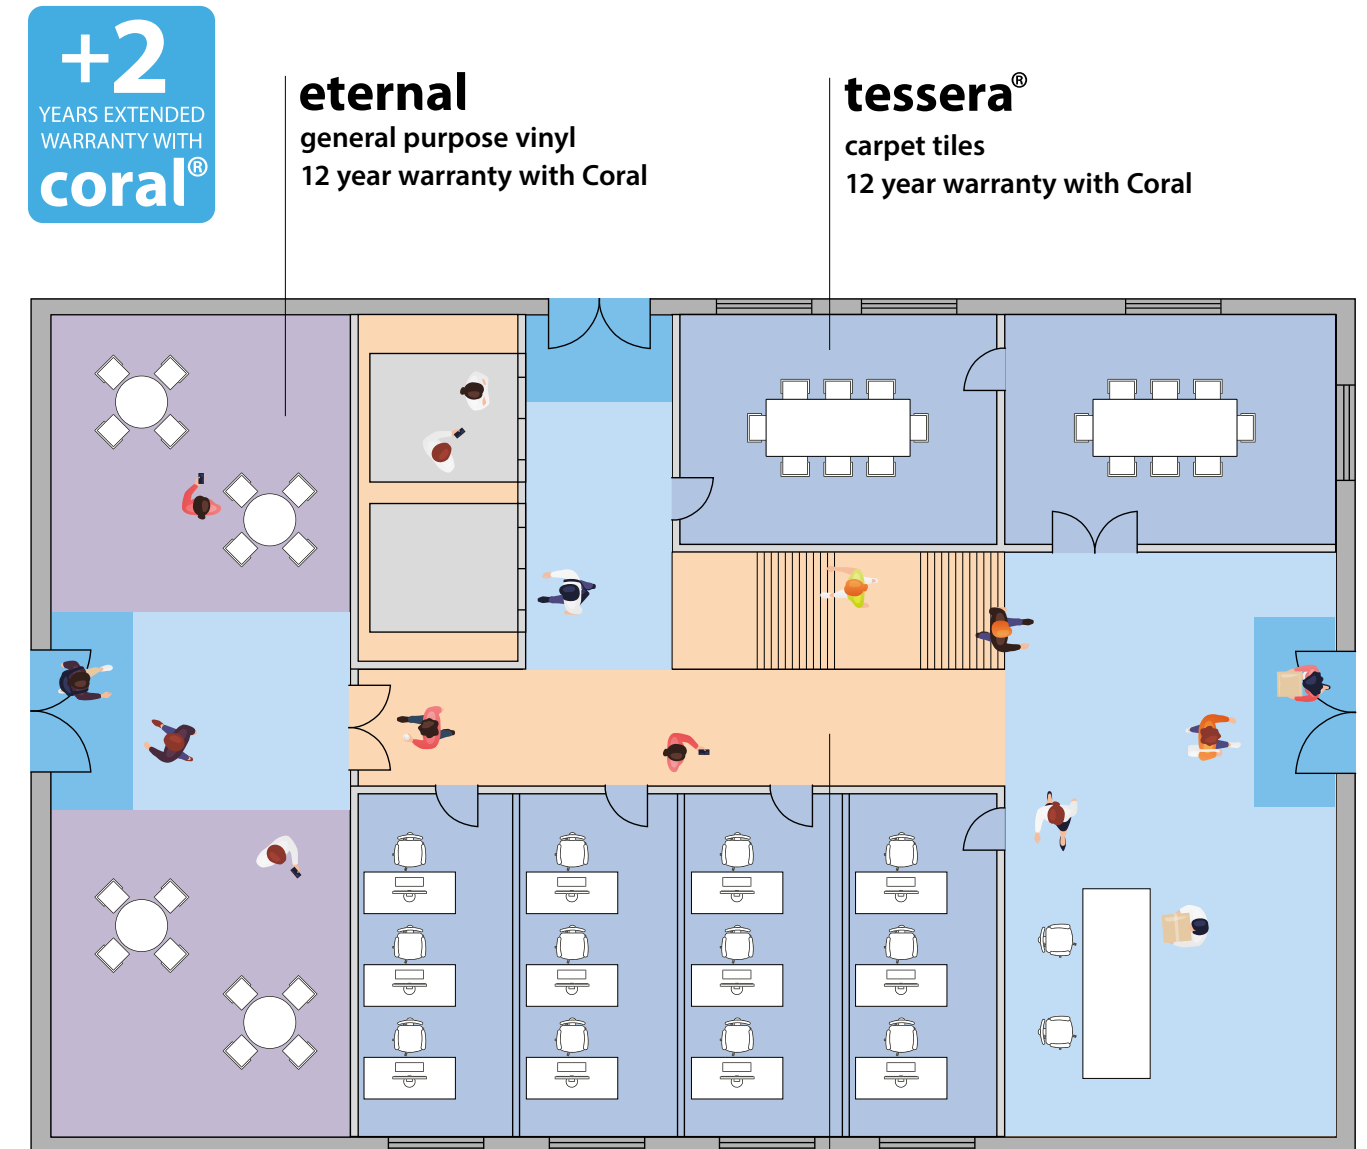 +2
YEARS EXTENDED
WARRANTY WITH
coral®
eternal
general purpose vinyl
12 year warranty with Coral
tessera®
carpet tiles
12 year warranty with Coral